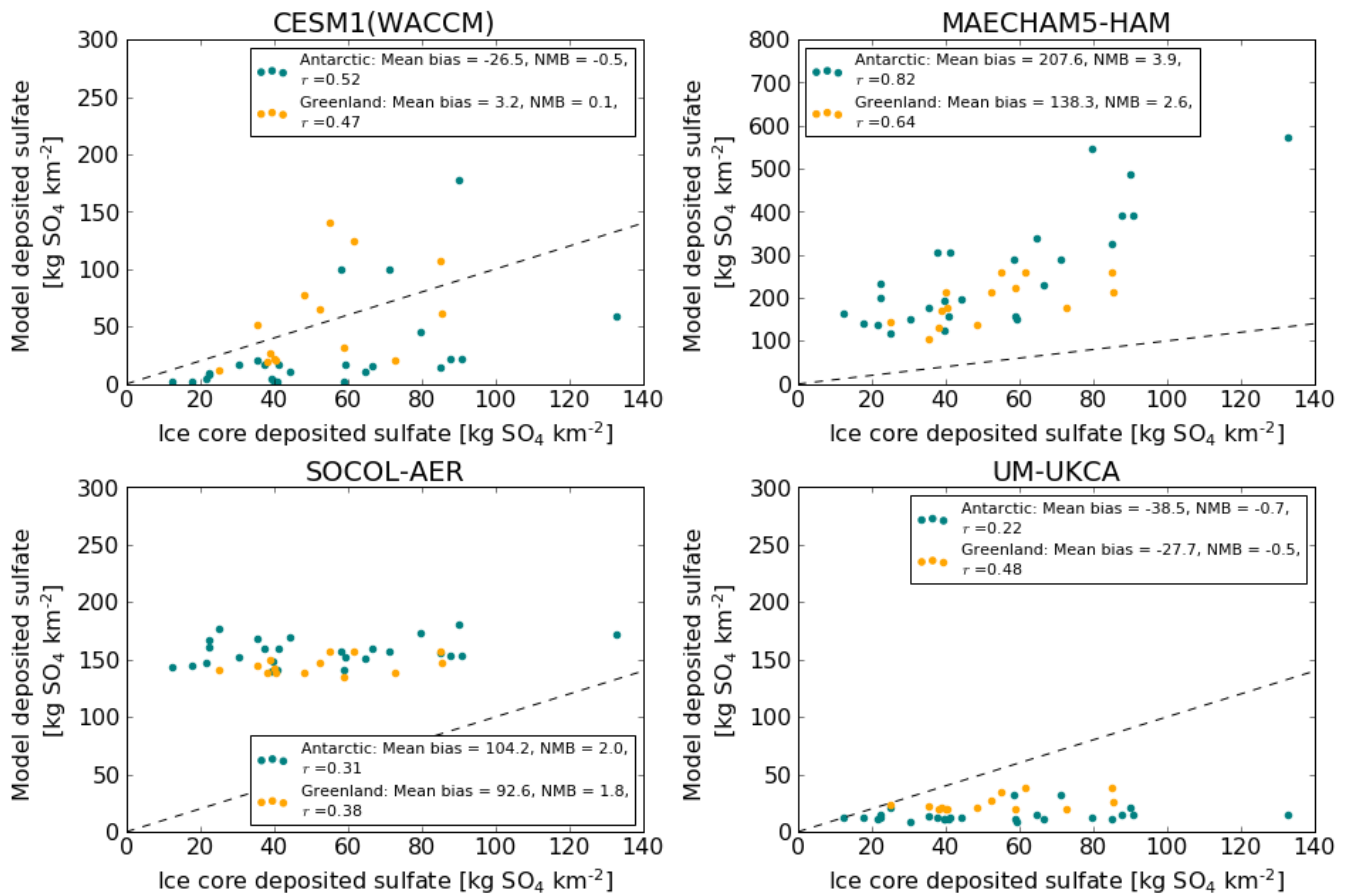 CESM1(WACCM)
300
250
200
150
100
50
0
0 20 40 60 80 100 120 140
Model deposited sulfate
[kg SO₄ km⁻²]
Ice core deposited sulfate [kg SO₄ km⁻²]
Antarctic: Mean bias = -26.5, NMB = -0.5,
r =0.52
Greenland: Mean bias = 3.2, NMB = 0.1,
r =0.47
MAECHAM5-HAM
800
700
600
500
400
300
200
100
0
0 20 40 60 80 100 120 140
Model deposited sulfate
[kg SO₄ km⁻²]
Ice core deposited sulfate [kg SO₄ km⁻²]
Antarctic: Mean bias = 207.6, NMB = 3.9,
r =0.82
Greenland: Mean bias = 138.3, NMB = 2.6,
r =0.64
SOCOL-AER
300
250
200
150
100
50
0
0 20 40 60 80 100 120 140
Model deposited sulfate
[kg SO₄ km⁻²]
Ice core deposited sulfate [kg SO₄ km⁻²]
Antarctic: Mean bias = 104.2, NMB = 2.0,
r =0.31
Greenland: Mean bias = 92.6, NMB = 1.8,
r =0.38
UM-UKCA
300
250
200
150
100
50
0
0 20 40 60 80 100 120 140
Model deposited sulfate
[kg SO₄ km⁻²]
Ice core deposited sulfate [kg SO₄ km⁻²]
Antarctic: Mean bias = -38.5, NMB = -0.7,
r =0.22
Greenland: Mean bias = -27.7, NMB = -0.5,
r =0.48